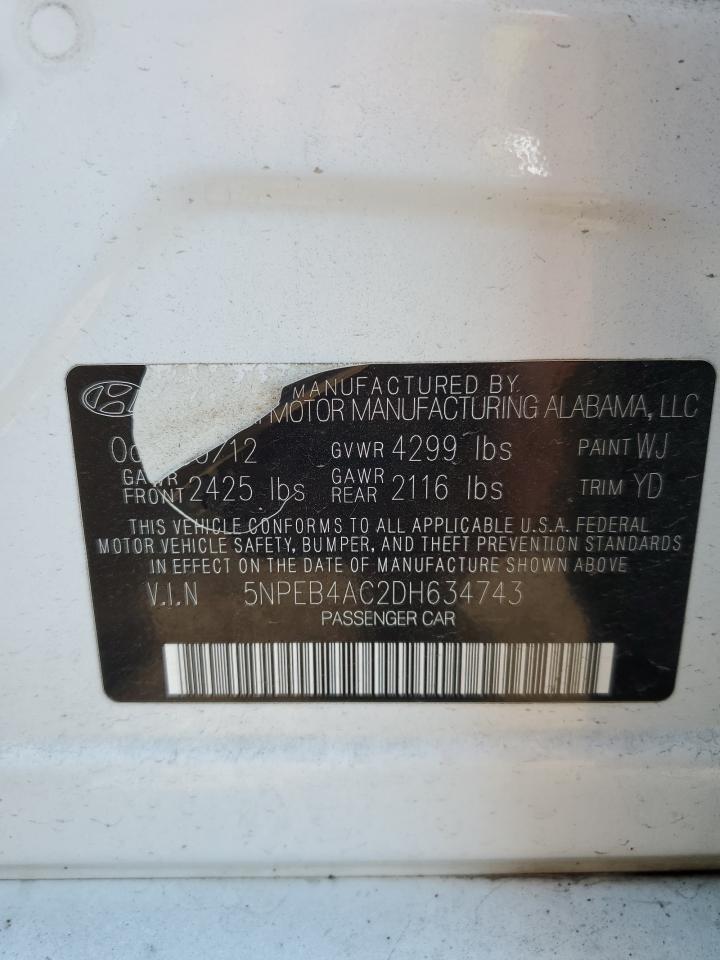 MANUFACTURED BY
MOTOR MANUFACTURING ALABAMA, LLC
/12 GVWR 4299 lbs PAINT WJ
GAWR FRONT 2425 lbs GAWR REAR 2116 lbs TRIM YD
THIS VEHICLE CONFORMS TO ALL APPLICABLE U.S.A. FEDERAL
MOTOR VEHICLE SAFETY, BUMPER, AND THEFT PREVENTION STANDARDS
IN EFFECT ON THE DATE OF MANUFACTURE SHOWN ABOVE
V.I.N 5NPEB4AC2DH634743
PASSENGER CAR